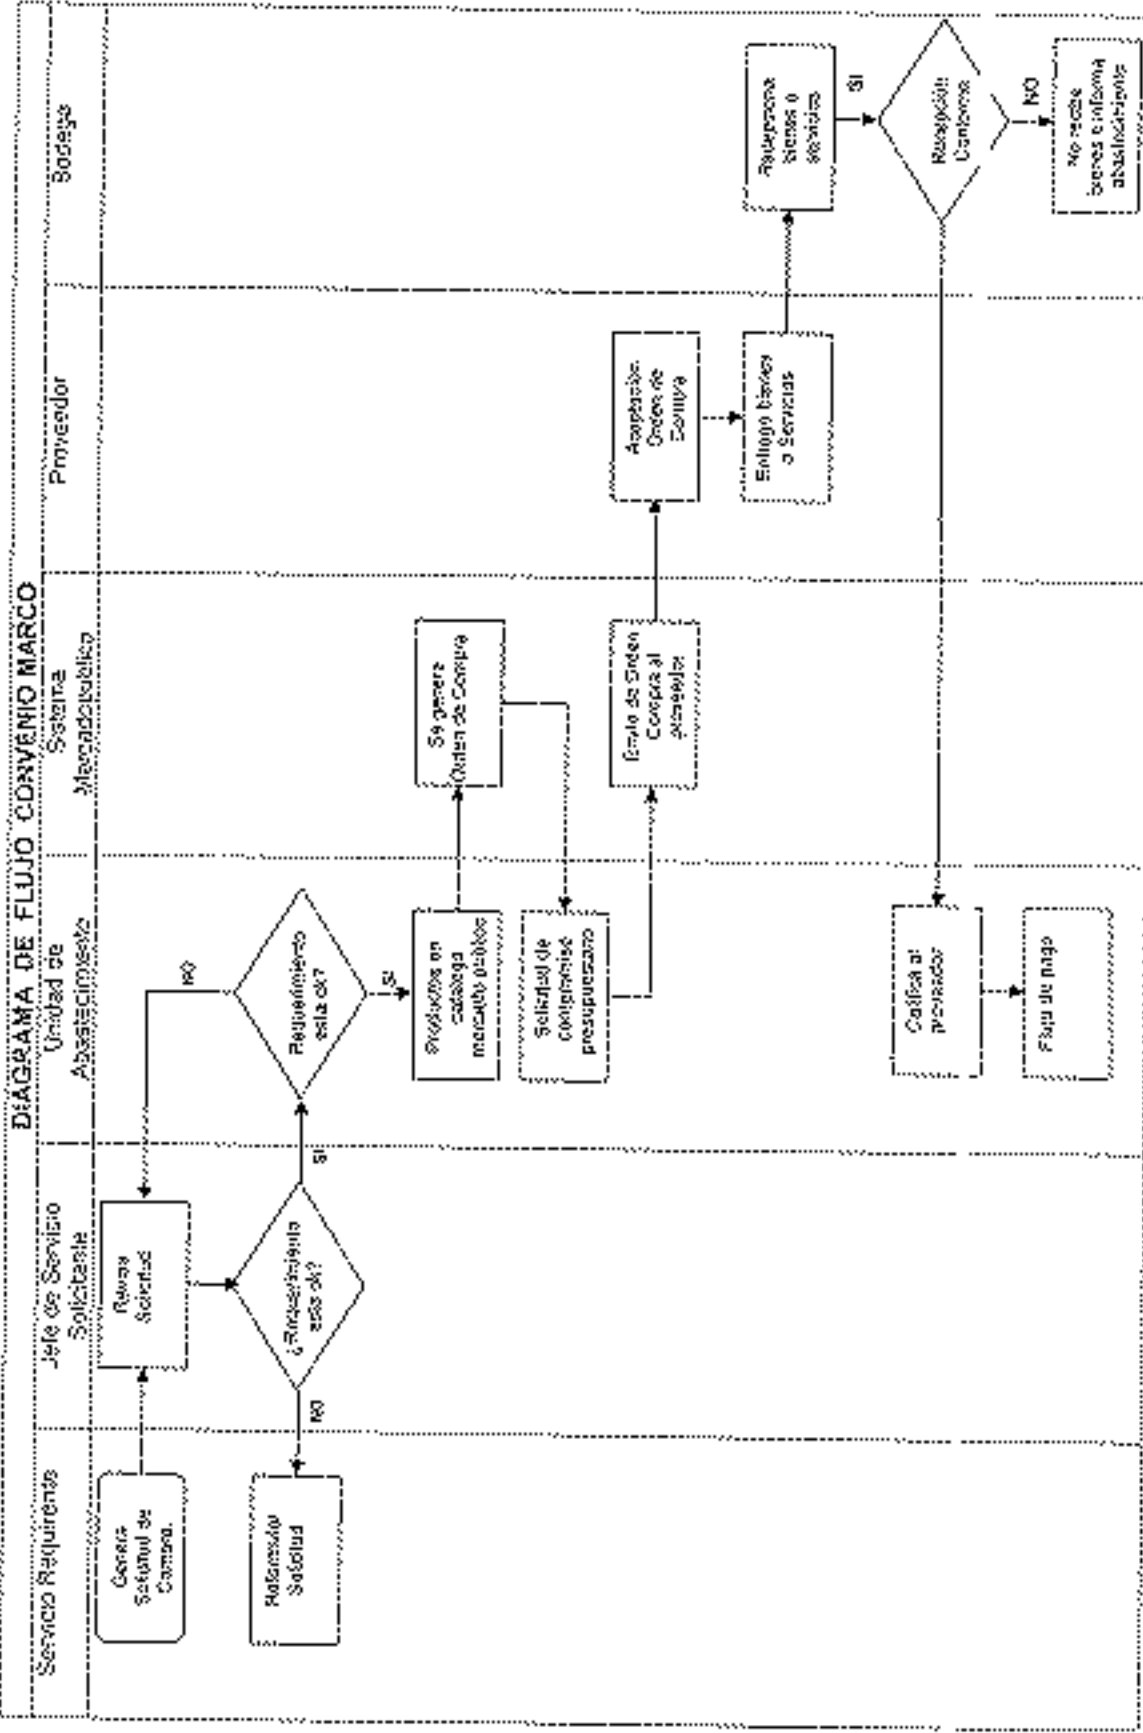 DIAGRAMA DE FLUJO CONVENIO MARCO
Servicio Requirente
Jefe de Servicio
Solicitante
Unidad de
Abastecimiento
Sistema
Mercadopublico
Proveedor
Bodega
Genera
Solicitud de
Compra.
Revisa
Solicitud
NO
¿Requerimiento
esta ok?
SI
Requerimiento
esta ok?
NO
Reformular
Solicitud
SI
Productos en
catalogo
mercado publico
Se genera
Orden de Compra
Solicitud de
compromiso
presupuestario
Envio de Orden
Compra al
proveedor
Aceptación
Orden de
Compra
Entrega bienes
o Servicios
Recepciona
bienes o
servicios
SI
Recepción
Conforme
NO
No recibe
bienes e informa
Califica al
proveedor
Flujo de pago